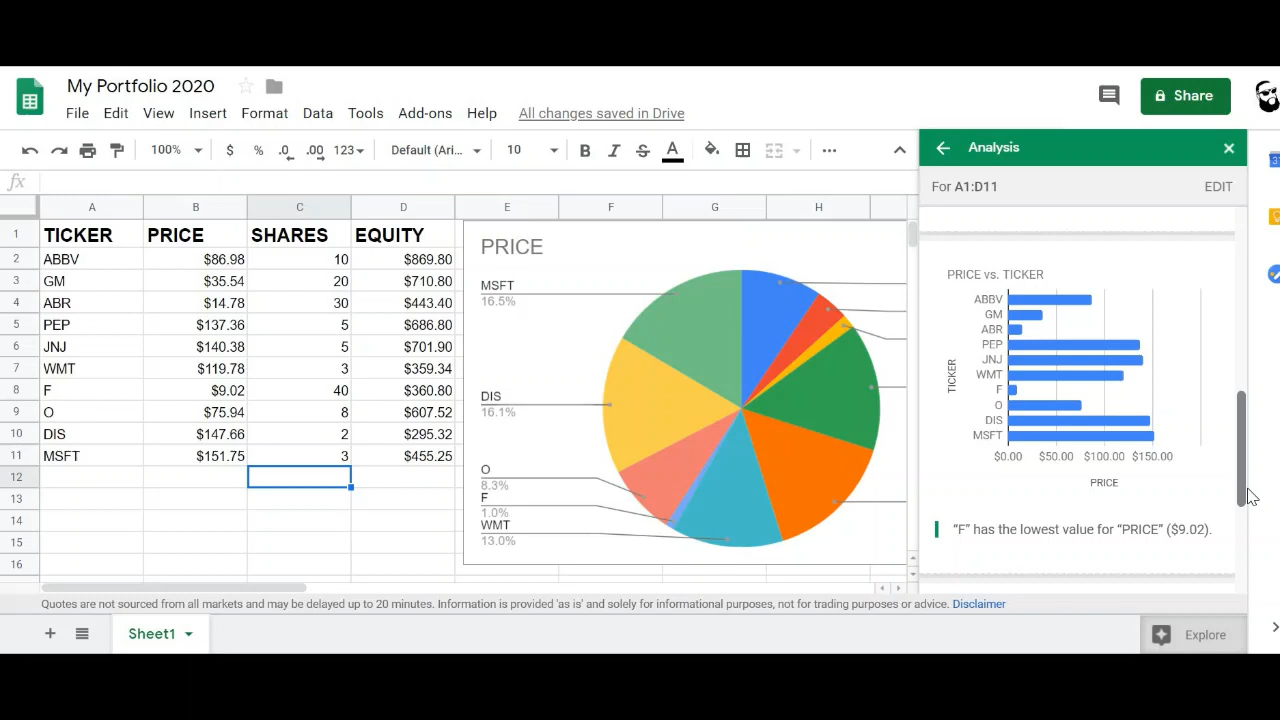 My Portfolio 2020
File Edit View Insert Format Data Tools Add-ons Help All changes saved in Drive
Share
100% $ % .0 .00 123 Default (Ari... 10
Analysis
For A1:D11 EDIT
fx
A B C D E F G H
1 TICKER PRICE SHARES EQUITY
2 ABBV $86.98 10 $869.80
3 GM $35.54 20 $710.80
4 ABR $14.78 30 $443.40
5 PEP $137.36 5 $686.80
6 JNJ $140.38 5 $701.90
7 WMT $119.78 3 $359.34
8 F $9.02 40 $360.80
9 O $75.94 8 $607.52
10 DIS $147.66 2 $295.32
11 MSFT $151.75 3 $455.25
12
13
14
15
16
PRICE
MSFT
16.5%
DIS
16.1%
O
8.3%
F
1.0%
WMT
13.0%
PRICE vs. TICKER
TICKER
ABBV
GM
ABR
PEP
JNJ
WMT
F
O
DIS
MSFT
$0.00 $50.00 $100.00 $150.00
PRICE
“F” has the lowest value for “PRICE” ($9.02).
Quotes are not sourced from all markets and may be delayed up to 20 minutes. Information is provided 'as is' and solely for informational purposes, not for trading purposes or advice. Disclaimer
Sheet1
Explore